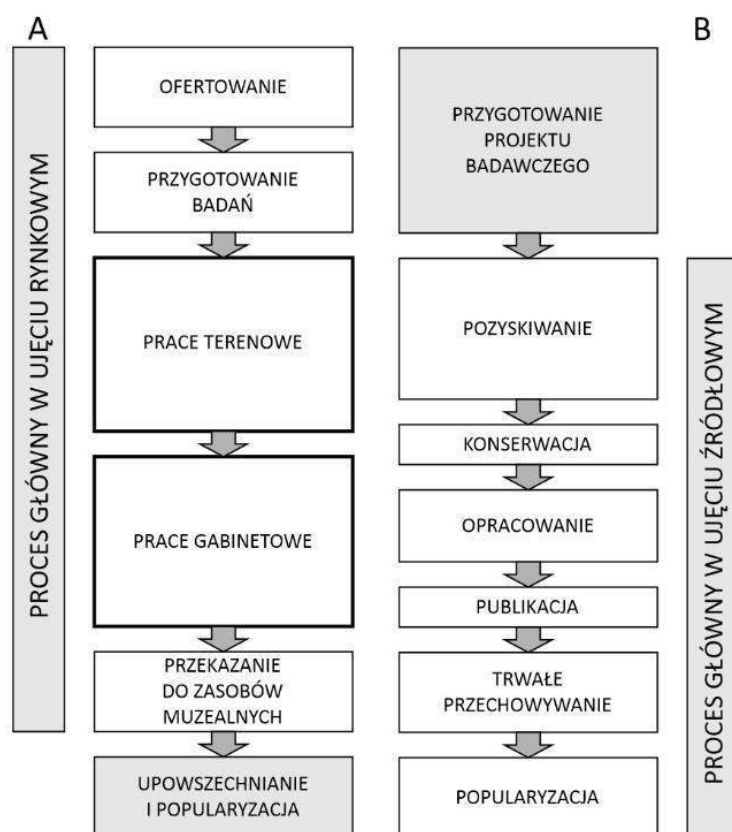 A
PROCES GŁÓWNY W UJĘCIU RYNKOWYM
OFERTOWANIE
PRZYGOTOWANIE
BADAŃ
PRACE TERENOWE
PRACE GABINETOWE
PRZEKAZANIE
DO ZASOBÓW
MUZEALNYCH
UPOWSZECHNIANIE
I POPULARYZACJA
B
PRZYGOTOWANIE
PROJEKTU
BADAWCZEGO
POZYSKIWANIE
KONSERWACJA
OPRACOWANIE
PUBLIKACJA
TRWAŁE
PRZECHOWYWANIE
POPULARYZACJA
PROCES GŁÓWNY W UJĘCIU ŹRÓDŁOWYM